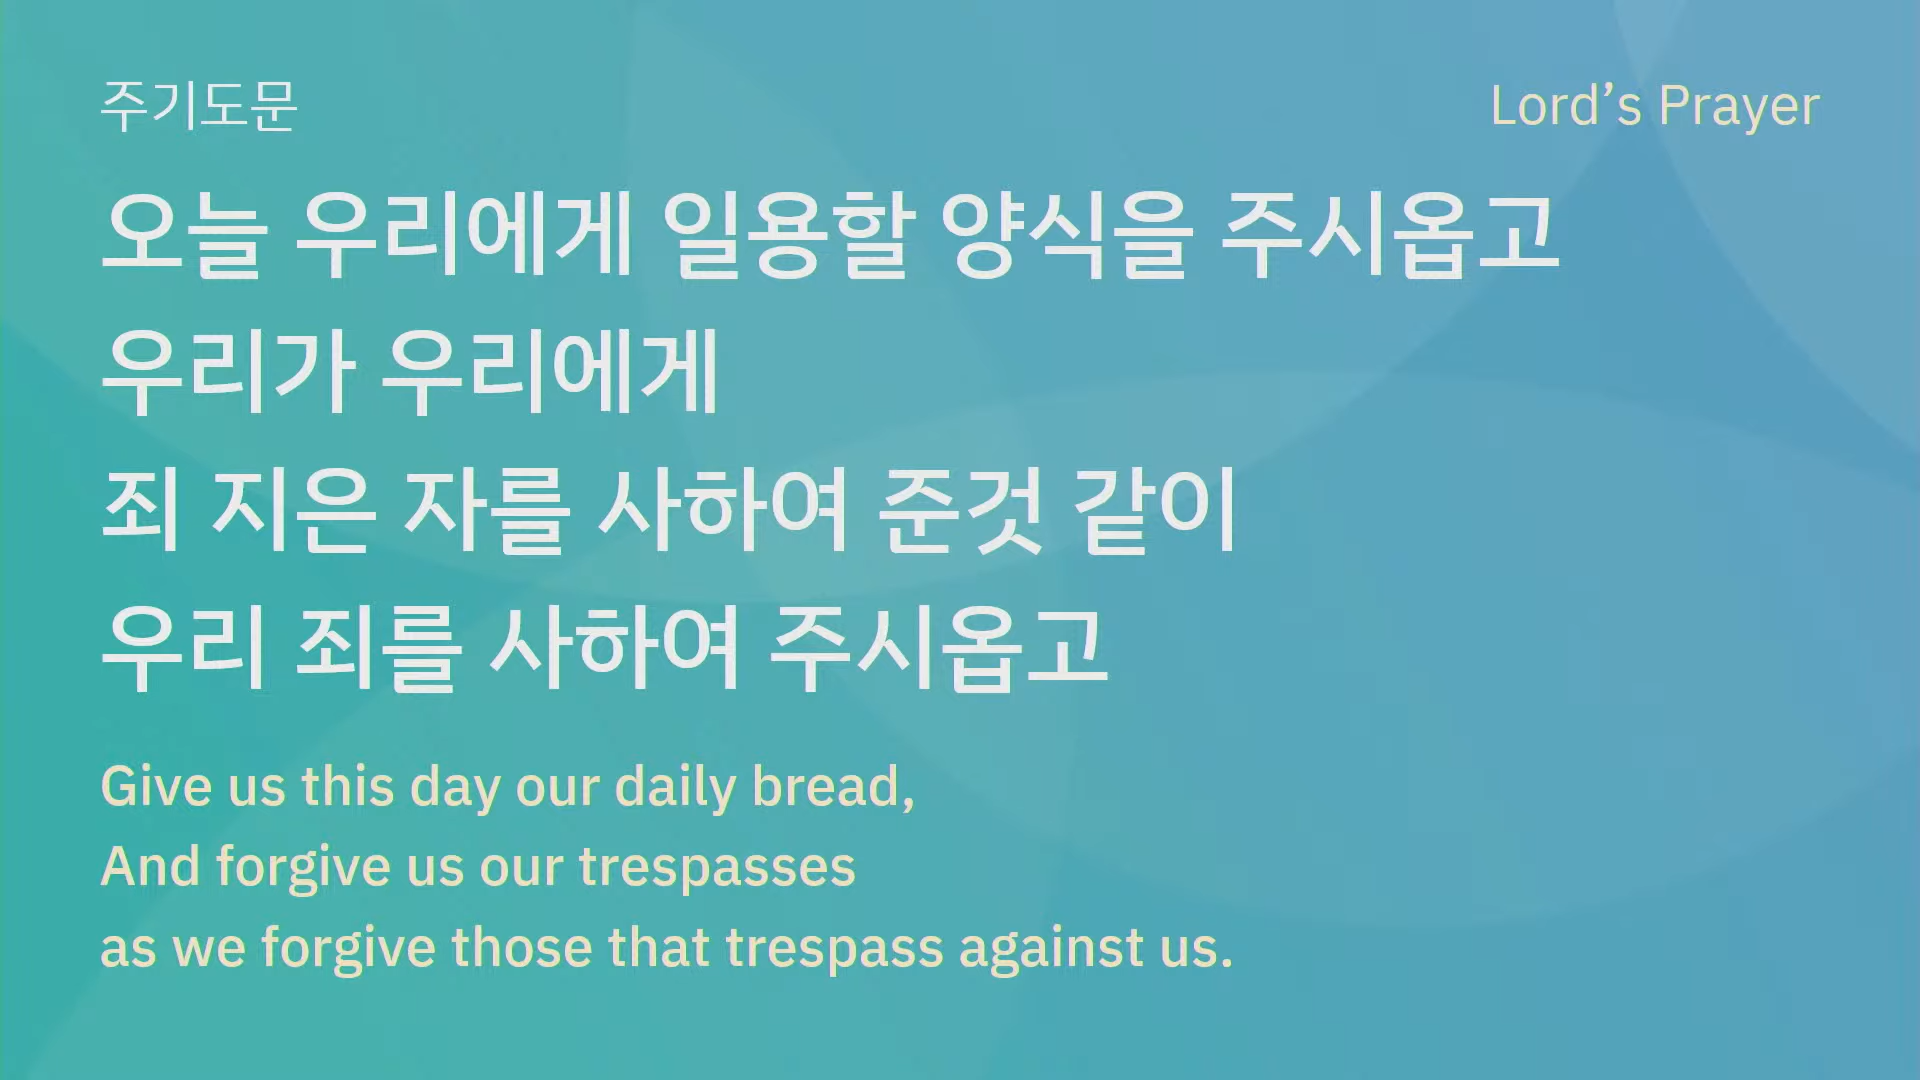 주기도문
Lord’s Prayer
오늘 우리에게 일용할 양식을 주시옵고
우리가 우리에게
죄 지은 자를 사하여 준것 같이
우리 죄를 사하여 주시옵고
Give us this day our daily bread,
And forgive us our trespasses
as we forgive those that trespass against us.